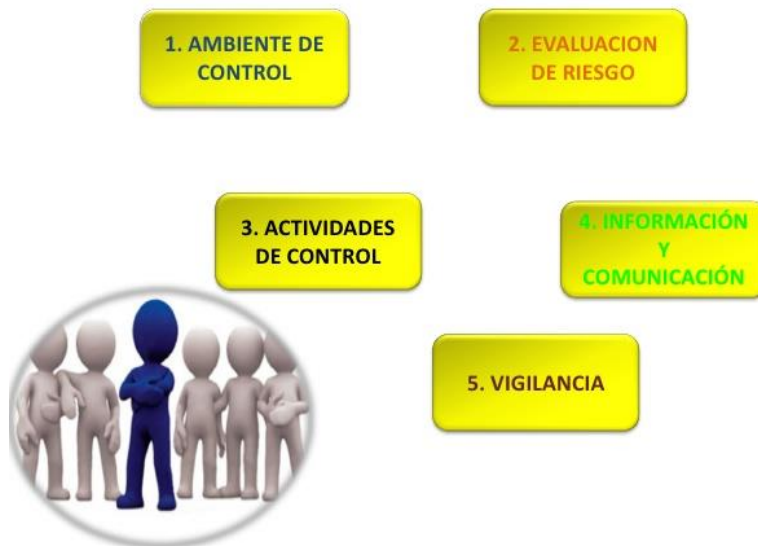 1. AMBIENTE DE
CONTROL
2. EVALUACION
DE RIESGO
3. ACTIVIDADES
DE CONTROL
4. INFORMACIÓN
Y
COMUNICACIÓN
5. VIGILANCIA